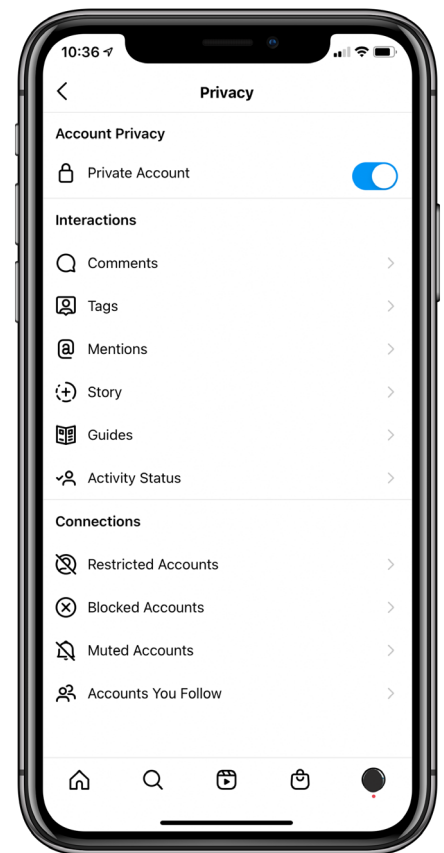 10:36
Privacy
Account Privacy
Private Account
Interactions
Comments
Tags
Mentions
Story
Guides
Activity Status
Connections
Restricted Accounts
Blocked Accounts
Muted Accounts
Accounts You Follow